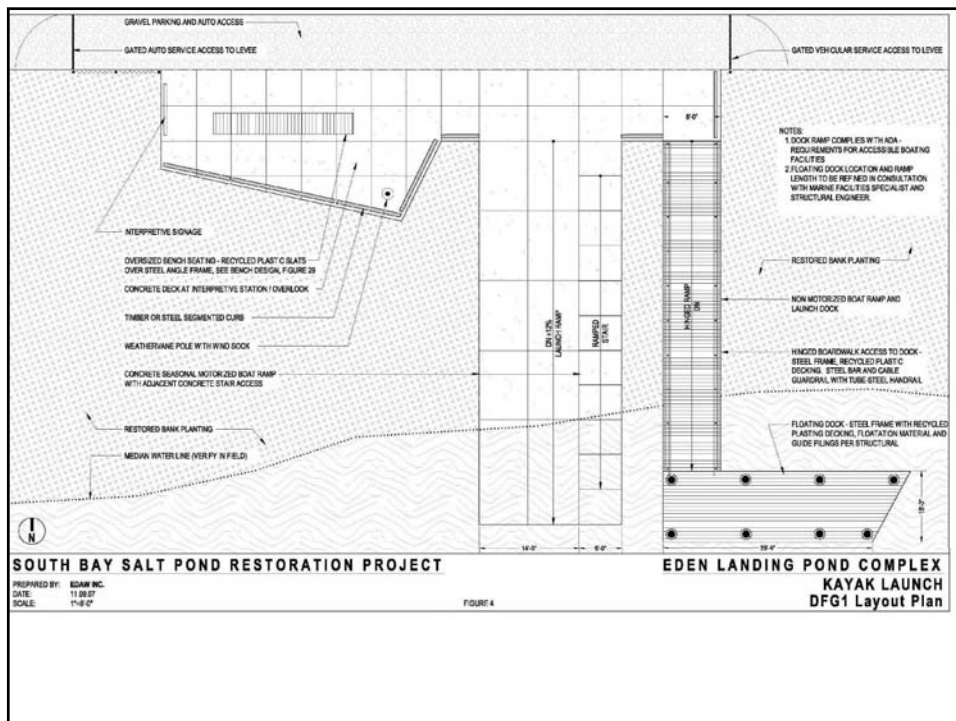 GRAVEL PARKING AND AUTO ACCESS
GATED AUTO SERVICE ACCESS TO LEVEE
GATED VEHICULAR SERVICE ACCESS TO LEVEE
NOTES:
1. DOCK RAMP COMPLIES WITH ADA -
REQUIREMENTS FOR ACCESSIBLE BOATING
FACILITIES
2. FLOATING DOCK LOCATION AND RAMP
LENGTH TO BE REFINED IN CONSULTATION
WITH MARINE FACILITIES SPECIALIST AND
STRUCTURAL ENGINEER.
INTERPRETIVE SIGNAGE
OVERSIZED BENCH SEATING - RECYCLED PLASTIC SLATS
OVER STEEL ANGLE FRAME, SEE BENCH DESIGN, FIGURE 29
CONCRETE DECK AT INTERPRETIVE STATION / OVERLOOK
TIMBER OR STEEL SEGMENTED CURB
WEATHERVANE POLE WITH WIND SOCK
CONCRETE SEASONAL MOTORIZED BOAT RAMP
WITH ADJACENT CONCRETE STAIR ACCESS
RESTORED BANK PLANTING
MEDIAN WATER LINE (VERIFY IN FIELD)
LAUNCH RAMP
RAMPED
STAIR
HINGED RAMP
DN
RESTORED BANK PLANTING
NON MOTORIZED BOAT RAMP AND
LAUNCH DOCK
HINGED BOARDWALK ACCESS TO DOCK -
STEEL FRAME, RECYCLED PLASTIC
DECKING. STEEL BAR AND CABLE
GUARDRAIL WITH TUBE STEEL HANDRAIL
FLOATING DOCK - STEEL FRAME WITH RECYCLED
PLASTING DECKING, FLOATATION MATERIAL AND
GUIDE PILINGS PER STRUCTURAL
14'-0"
N
SOUTH BAY SALT POND RESTORATION PROJECT
PREPARED BY: EDAW INC.
DATE: 11.09.07
SCALE: 1"=8'-0"
FIGURE 4
EDEN LANDING POND COMPLEX
KAYAK LAUNCH
DFG1 Layout Plan